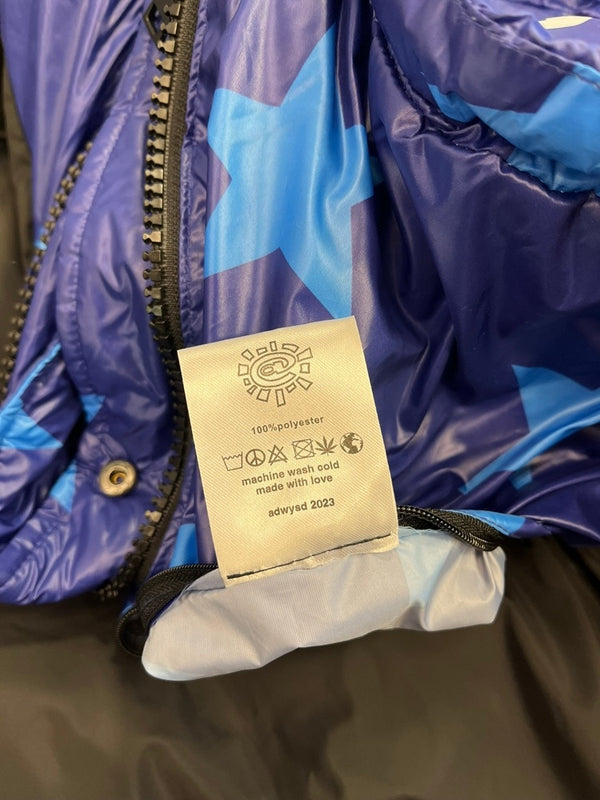 100%polyester
machine wash cold
made with love
adwysd 2023